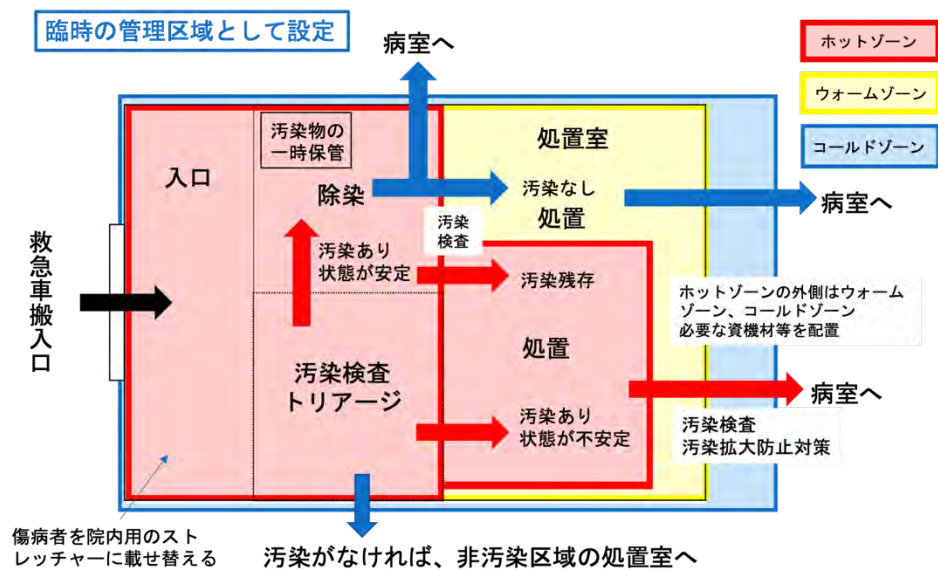 臨時の管理区域として設定
病室へ
ホットゾーン
ウォームゾーン
コールドゾーン
汚染物の
一時保管
処置室
入口
除染
汚染なし
処置
病室へ
汚染
検査
救急車搬入口
汚染あり
状態が安定
汚染残存
ホットゾーンの外側はウォーム
ゾーン、コールドゾーン
必要な資機材等を配置
処置
汚染検査
トリアージ
病室へ
汚染あり
状態が不安定
汚染検査
汚染拡大防止対策
傷病者を院内用のスト
レッチャーに載せ替える
汚染がなければ、非汚染区域の処置室へ